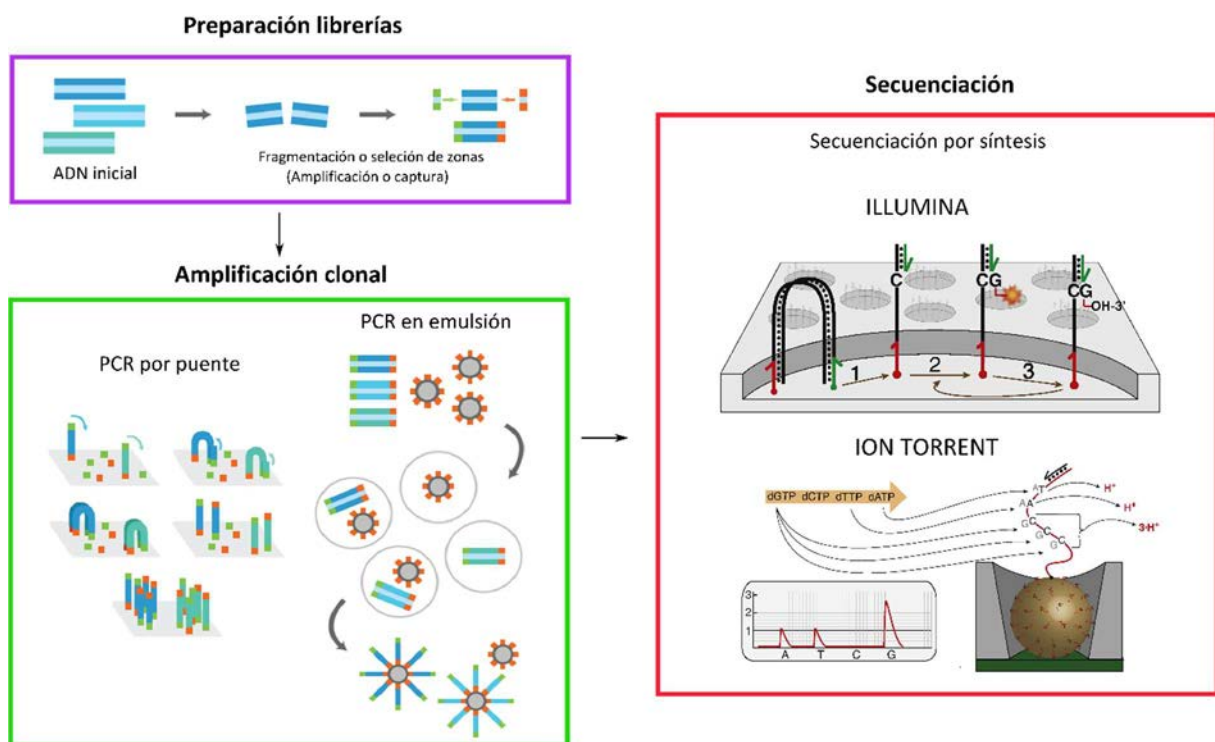 Preparación librerías
ADN inicial
Fragmentación o seleción de zonas
(Amplificación o captura)
Amplificación clonal
PCR por puente
PCR en emulsión
Secuenciación
Secuenciación por síntesis
ILLUMINA
C
CG
CG
OH-3'
1
2
3
ION TORRENT
dGTP dCTP dTTP dATP
A T
A A
G C
G C
G C
H⁺
H⁺
3·H⁺
3
2
1
A T C G